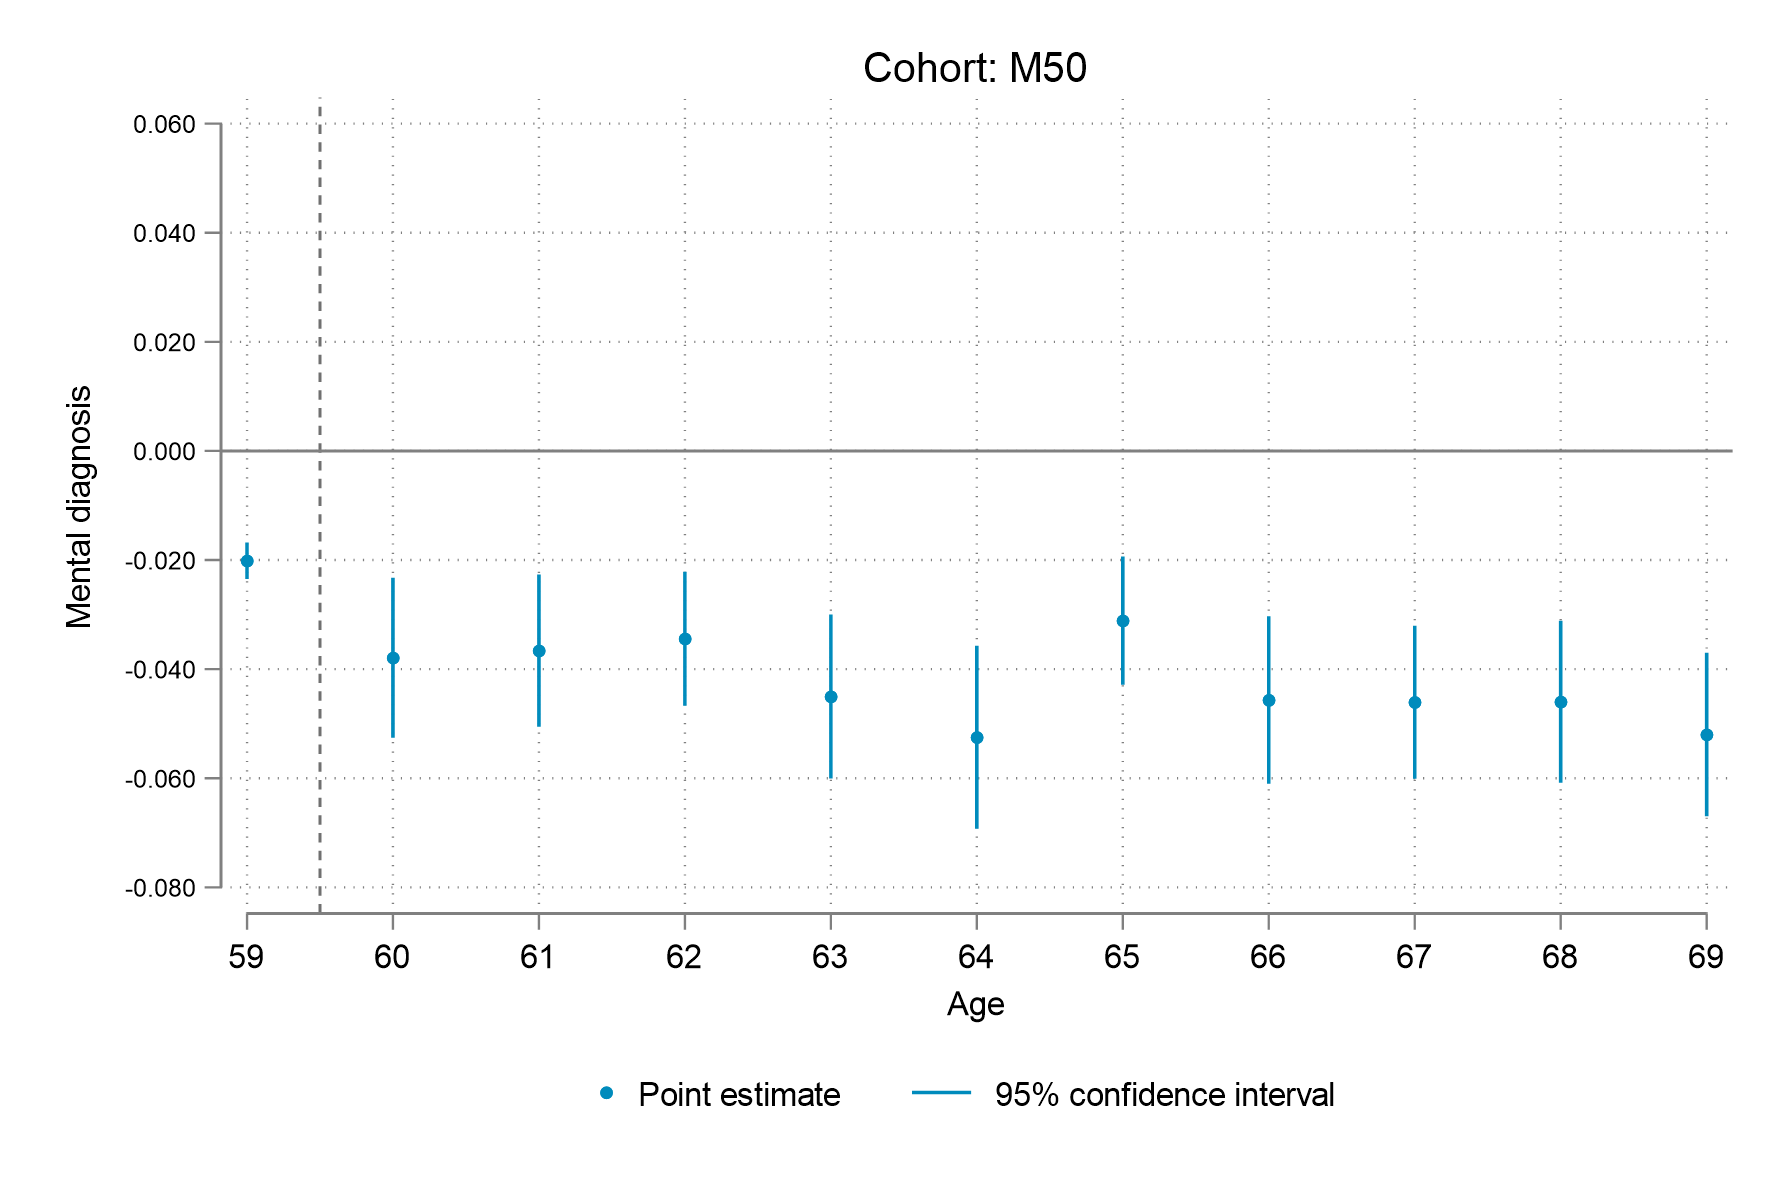 Cohort: M50
0.060
0.040
0.020
0.000
-0.020
-0.040
-0.060
-0.080
Mental diagnosis
59 60 61 62 63 64 65 66 67 68 69
Age
Point estimate 95% confidence interval